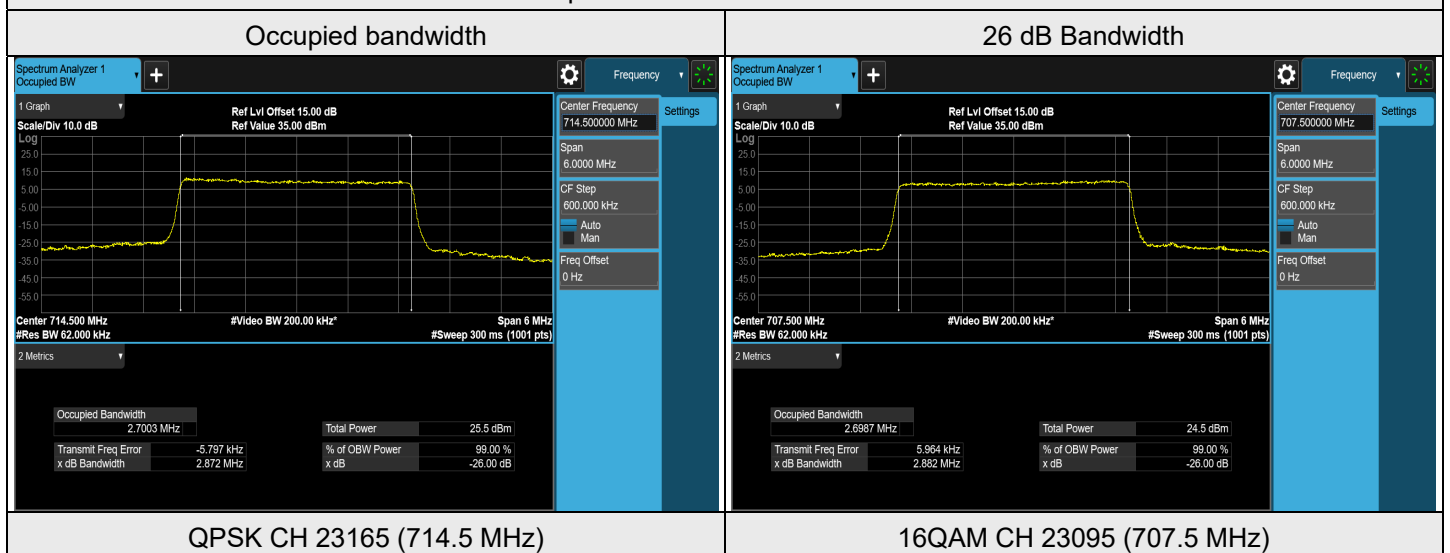 Occupied bandwidth
26 dB Bandwidth
Spectrum Analyzer 1
Occupied BW
+
Frequency
1 Graph
Scale/Div 10.0 dB
Ref Lvl Offset 15.00 dB
Ref Value 35.00 dBm
Log
25.0
15.0
5.00
-5.00
-15.0
-25.0
-35.0
-45.0
-55.0
Center 714.500 MHz
#Res BW 62.000 kHz
#Video BW 200.00 kHz*
Span 6 MHz
#Sweep 300 ms (1001 pts)
Center Frequency
714.500000 MHz
Settings
Span
6.0000 MHz
CF Step
600.000 kHz
Auto
Man
Freq Offset
0 Hz
2 Metrics
Occupied Bandwidth
2.7003 MHz
Total Power 25.5 dBm
Transmit Freq Error -5.797 kHz
% of OBW Power 99.00 %
x dB Bandwidth 2.872 MHz
x dB -26.00 dB
Spectrum Analyzer 1
Occupied BW
+
Frequency
1 Graph
Scale/Div 10.0 dB
Ref Lvl Offset 15.00 dB
Ref Value 35.00 dBm
Log
25.0
15.0
5.00
-5.00
-15.0
-25.0
-35.0
-45.0
-55.0
Center 707.500 MHz
#Res BW 62.000 kHz
#Video BW 200.00 kHz*
Span 6 MHz
#Sweep 300 ms (1001 pts)
Center Frequency
707.500000 MHz
Settings
Span
6.0000 MHz
CF Step
600.000 kHz
Auto
Man
Freq Offset
0 Hz
2 Metrics
Occupied Bandwidth
2.6987 MHz
Total Power 24.5 dBm
Transmit Freq Error 5.964 kHz
% of OBW Power 99.00 %
x dB Bandwidth 2.882 MHz
x dB -26.00 dB
QPSK CH 23165 (714.5 MHz)
16QAM CH 23095 (707.5 MHz)